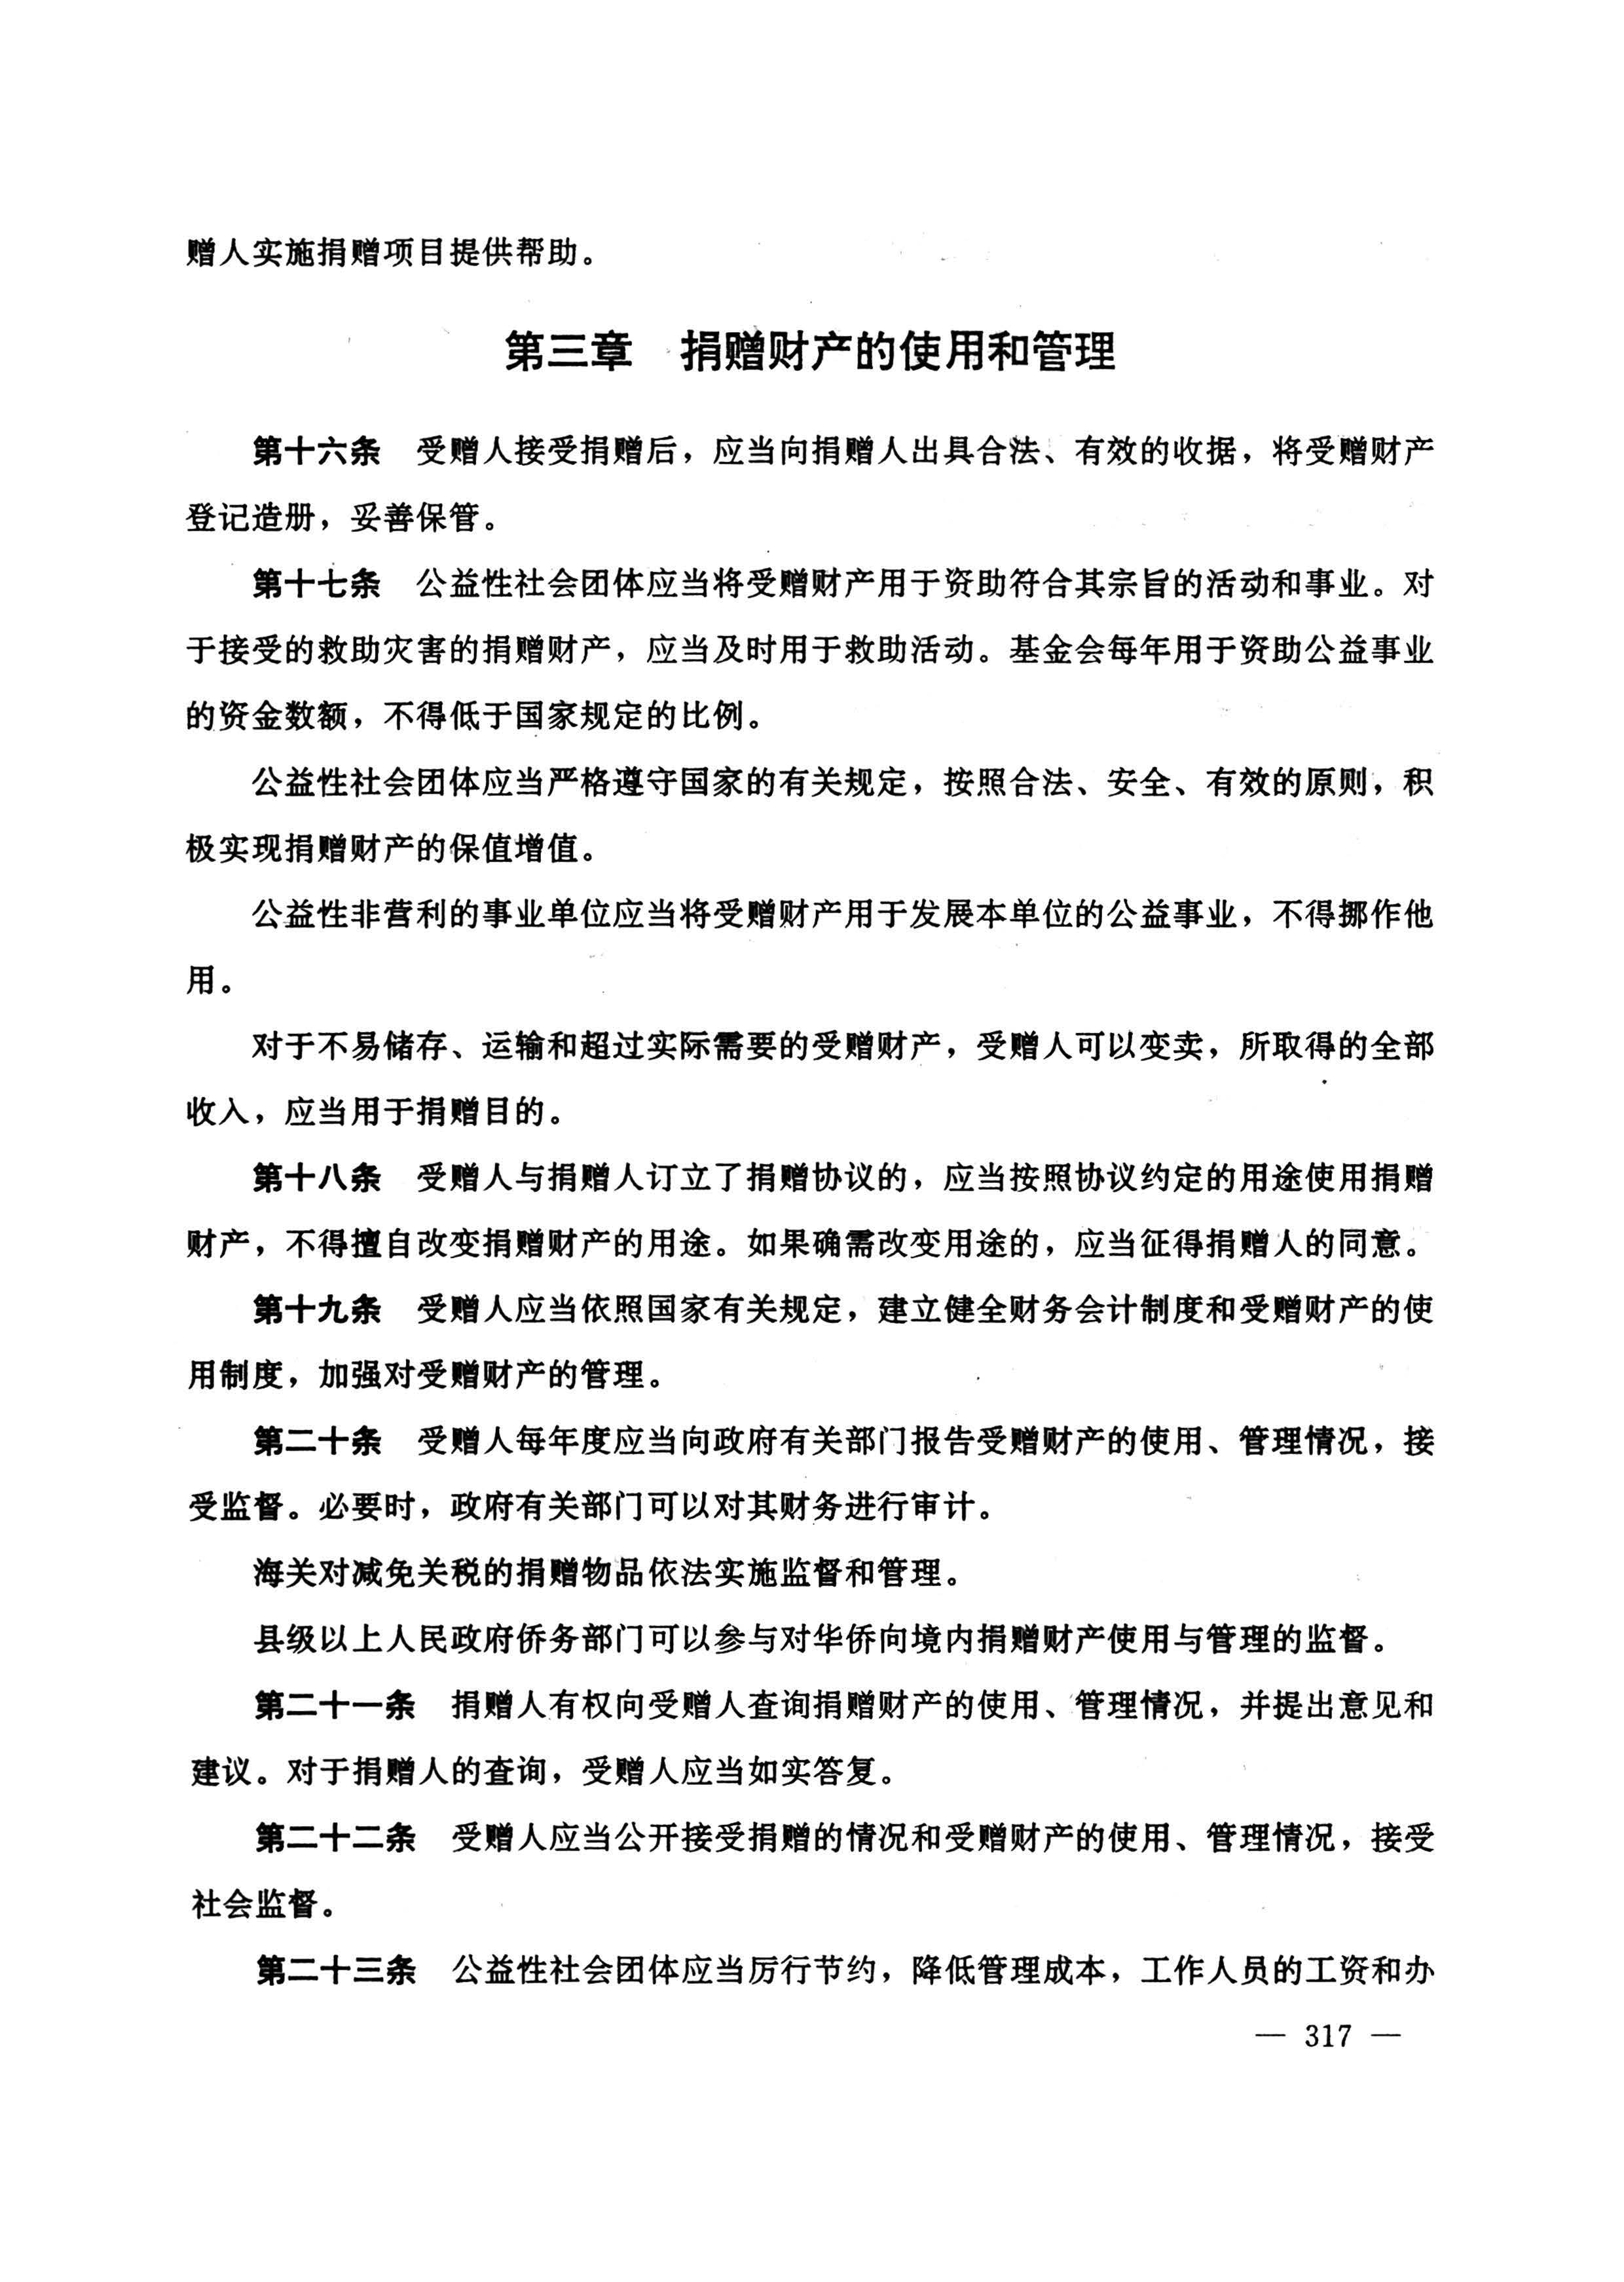 赠人实施捐赠项目提供帮助。
第三章　捐赠财产的使用和管理
第十六条　受赠人接受捐赠后，应当向捐赠人出具合法、有效的收据，将受赠财产
登记造册，妥善保管。
第十七条　公益性社会团体应当将受赠财产用于资助符合其宗旨的活动和事业。对
于接受的救助灾害的捐赠财产，应当及时用于救助活动。基金会每年用于资助公益事业
的资金数额，不得低于国家规定的比例。
公益性社会团体应当严格遵守国家的有关规定，按照合法、安全、有效的原则，积
极实现捐赠财产的保值增值。
公益性非营利的事业单位应当将受赠财产用于发展本单位的公益事业，不得挪作他
用。
对于不易储存、运输和超过实际需要的受赠财产，受赠人可以变卖，所取得的全部
收入，应当用于捐赠目的。
第十八条　受赠人与捐赠人订立了捐赠协议的，应当按照协议约定的用途使用捐赠
财产，不得擅自改变捐赠财产的用途。如果确需改变用途的，应当征得捐赠人的同意。
第十九条　受赠人应当依照国家有关规定，建立健全财务会计制度和受赠财产的使
用制度，加强对受赠财产的管理。
第二十条　受赠人每年度应当向政府有关部门报告受赠财产的使用、管理情况，接
受监督。必要时，政府有关部门可以对其财务进行审计。
海关对减免关税的捐赠物品依法实施监督和管理。
县级以上人民政府侨务部门可以参与对华侨向境内捐赠财产使用与管理的监督。
第二十一条　捐赠人有权向受赠人查询捐赠财产的使用、管理情况，并提出意见和
建议。对于捐赠人的查询，受赠人应当如实答复。
第二十二条　受赠人应当公开接受捐赠的情况和受赠财产的使用、管理情况，接受
社会监督。
第二十三条　公益性社会团体应当厉行节约，降低管理成本，工作人员的工资和办
— 317 —